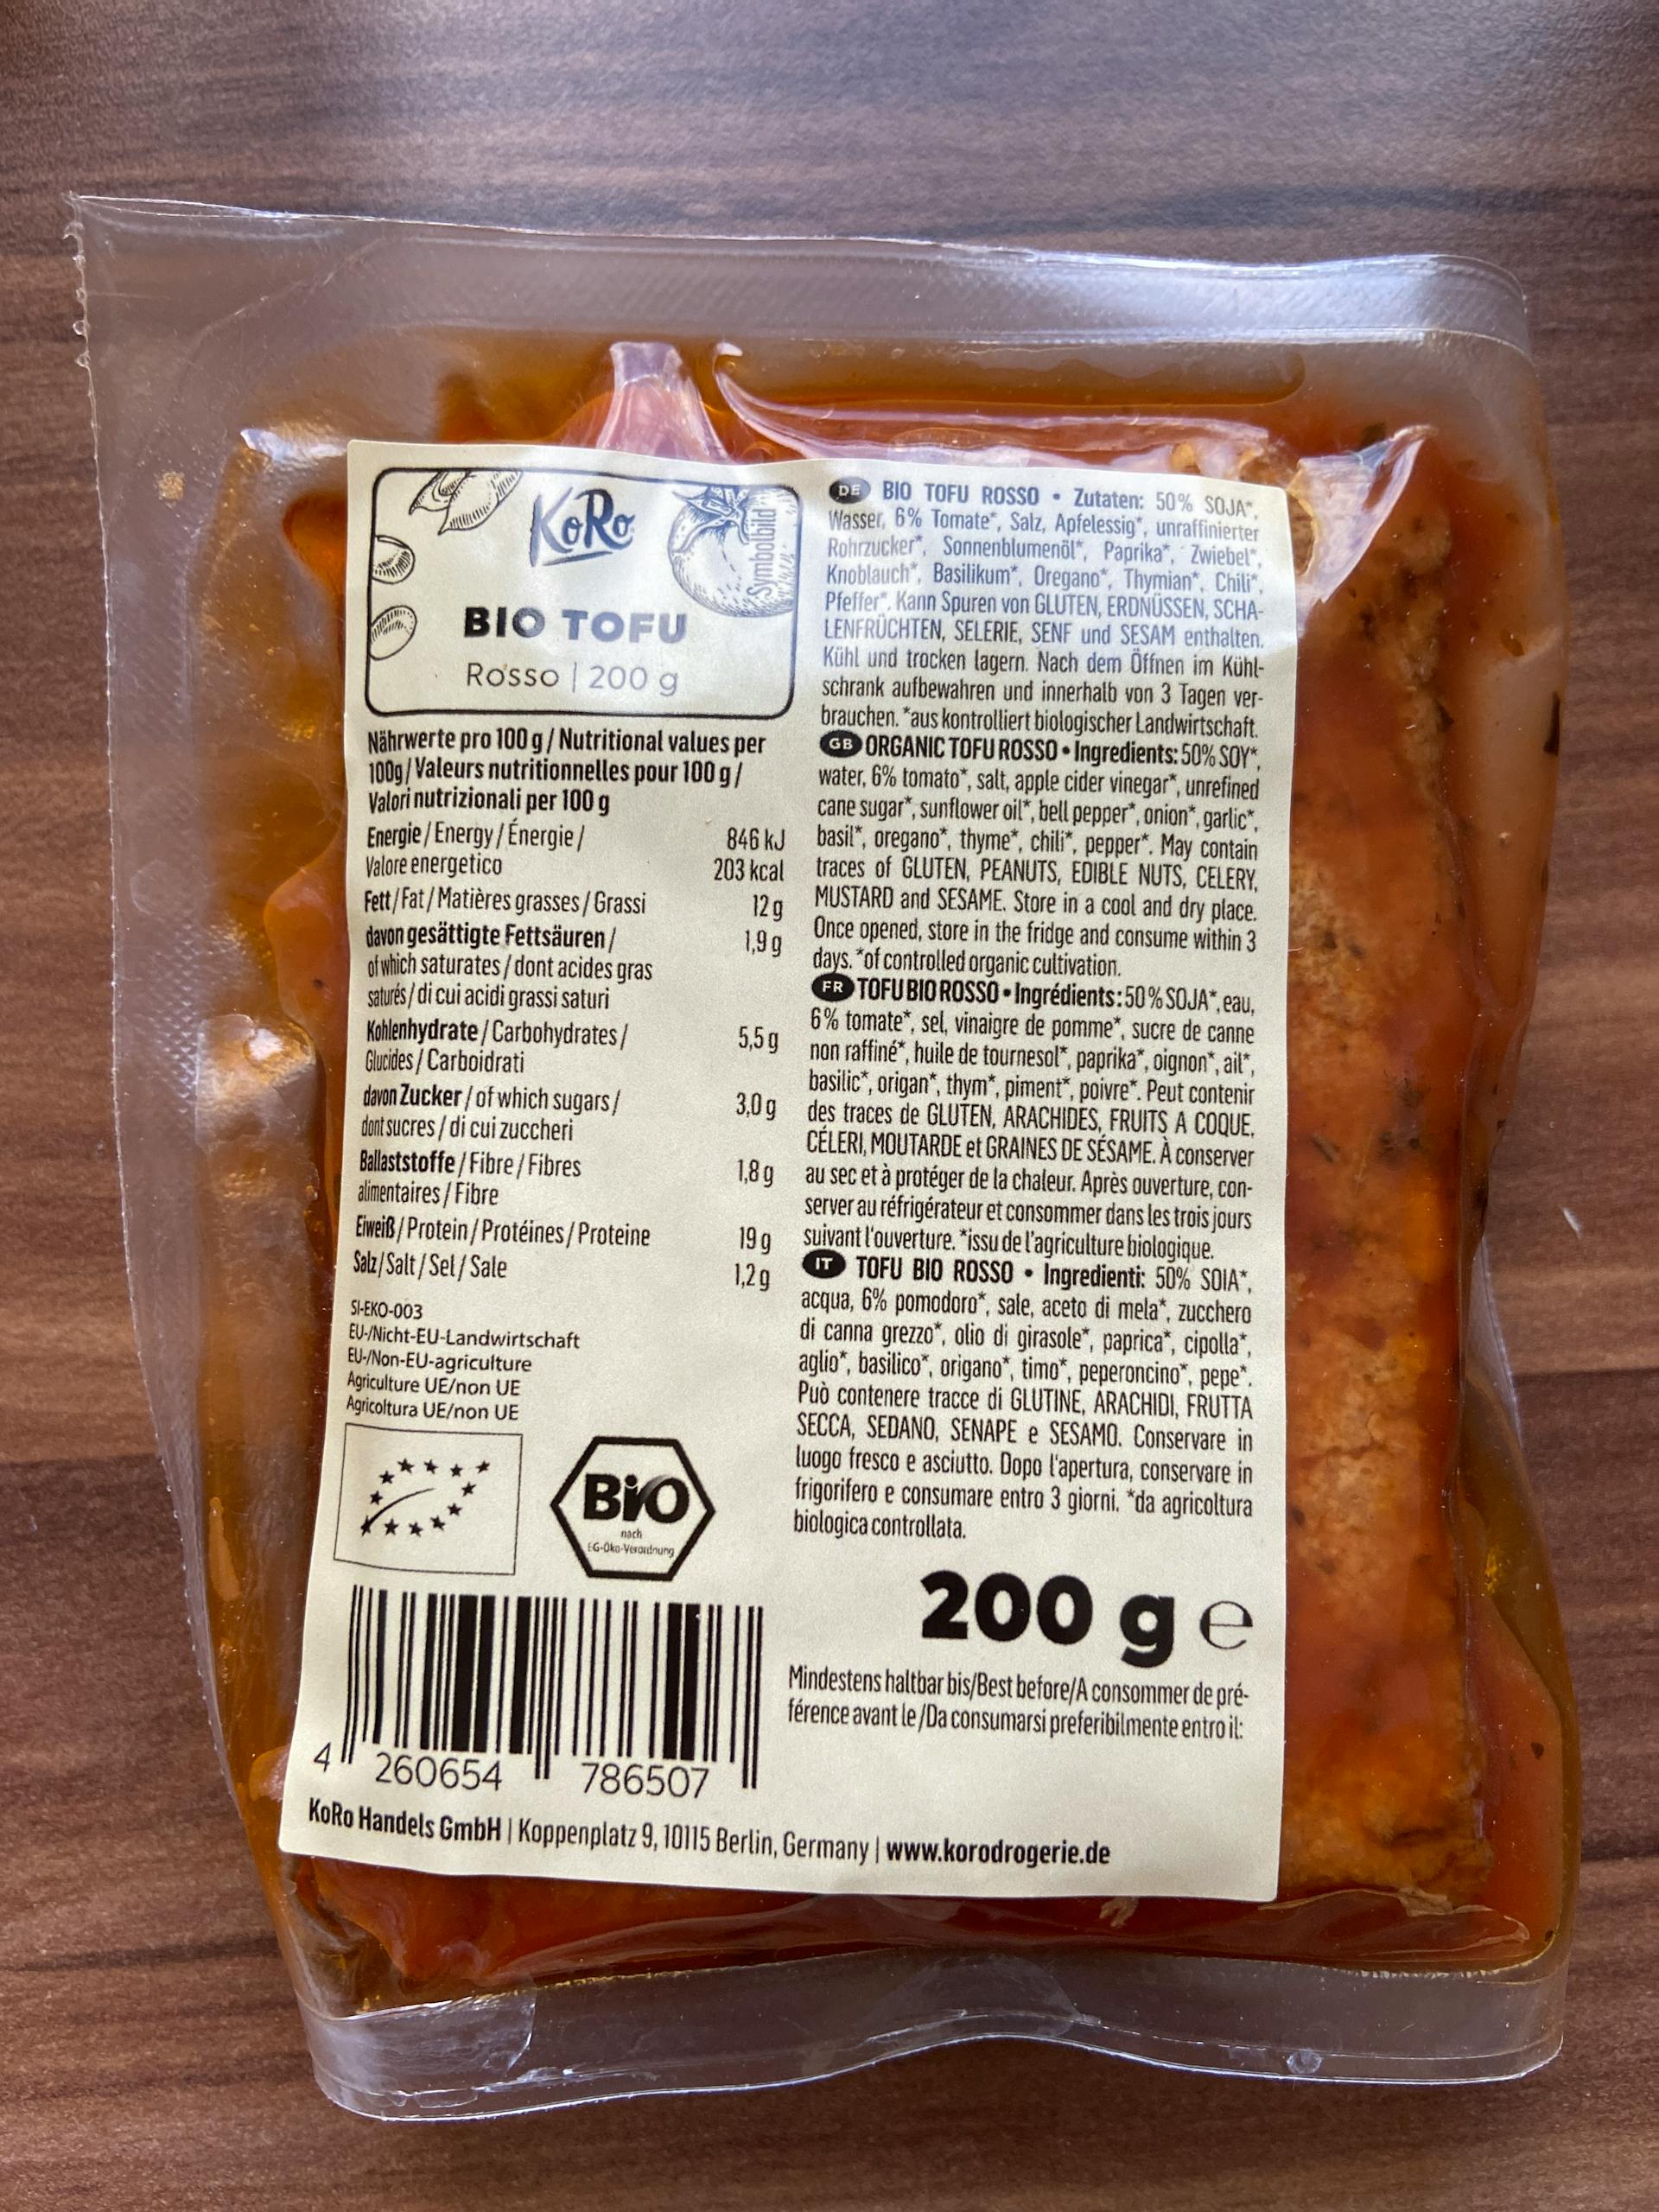 KoRo
Symbolbild
BIO TOFU
Rosso | 200 g
Nährwerte pro 100 g / Nutritional values per
100g / Valeurs nutritionnelles pour 100 g /
Valori nutrizionali per 100 g
Energie / Energy / Énergie / 846 kJ
Valore energetico 203 kcal
Fett / Fat / Matières grasses / Grassi 12 g
davon gesättigte Fettsäuren / 1,9 g
of which saturates / dont acides gras
saturés / di cui acidi grassi saturi
Kohlenhydrate / Carbohydrates / 5,5 g
Glucides / Carboidrati
davon Zucker / of which sugars / 3,0 g
dont sucres / di cui zuccheri
Ballaststoffe / Fibre / Fibres 1,8 g
alimentaires / Fibre
Eiweiß / Protein / Protéines / Proteine 19 g
Salz / Salt / Sel / Sale 1,2 g
SI-EKO-003
EU-/Nicht-EU-Landwirtschaft
EU-/Non-EU-agriculture
Agriculture UE/non UE
Agricoltura UE/non UE
Bio
nach
EG-Öko-Verordnung
4 260654 786507
DE BIO TOFU ROSSO • Zutaten: 50% SOJA*,
Wasser, 6% Tomate*, Salz, Apfelessig*, unraffinierter
Rohrzucker*, Sonnenblumenöl*, Paprika*, Zwiebel*,
Knoblauch*, Basilikum*, Oregano*, Thymian*, Chili*,
Pfeffer*. Kann Spuren von GLUTEN, ERDNÜSSEN, SCHA-
LENFRÜCHTEN, SELERIE, SENF und SESAM enthalten.
Kühl und trocken lagern. Nach dem Öffnen im Kühl-
schrank aufbewahren und innerhalb von 3 Tagen ver-
brauchen. *aus kontrolliert biologischer Landwirtschaft.
GB ORGANIC TOFU ROSSO • Ingredients: 50% SOY*,
water, 6% tomato*, salt, apple cider vinegar*, unrefined
cane sugar*, sunflower oil*, bell pepper*, onion*, garlic*,
basil*, oregano*, thyme*, chili*, pepper*. May contain
traces of GLUTEN, PEANUTS, EDIBLE NUTS, CELERY,
MUSTARD and SESAME. Store in a cool and dry place.
Once opened, store in the fridge and consume within 3
days. *of controlled organic cultivation.
FR TOFU BIO ROSSO • Ingrédients: 50% SOJA*, eau,
6% tomate*, sel, vinaigre de pomme*, sucre de canne
non raffiné*, huile de tournesol*, paprika*, oignon*, ail*,
basilic*, origan*, thym*, piment*, poivre*. Peut contenir
des traces de GLUTEN, ARACHIDES, FRUITS A COQUE,
CÉLERI, MOUTARDE et GRAINES DE SÉSAME. À conserver
au sec et à protéger de la chaleur. Après ouverture, con-
server au réfrigérateur et consommer dans les trois jours
suivant l'ouverture. *issu de l'agriculture biologique.
IT TOFU BIO ROSSO • Ingredienti: 50% SOIA*,
acqua, 6% pomodoro*, sale, aceto di mela*, zucchero
di canna grezzo*, olio di girasole*, paprica*, cipolla*,
aglio*, basilico*, origano*, timo*, peperoncino*, pepe*.
Può contenere tracce di GLUTINE, ARACHIDI, FRUTTA
SECCA, SEDANO, SENAPE e SESAMO. Conservare in
luogo fresco e asciutto. Dopo l'apertura, conservare in
frigorifero e consumare entro 3 giorni. *da agricoltura
biologica controllata.
200 g e
Mindestens haltbar bis/Best before/A consommer de pré-
férence avant le /Da consumarsi preferibilmente entro il:
KoRo Handels GmbH | Koppenplatz 9, 10115 Berlin, Germany | www.korodrogerie.de